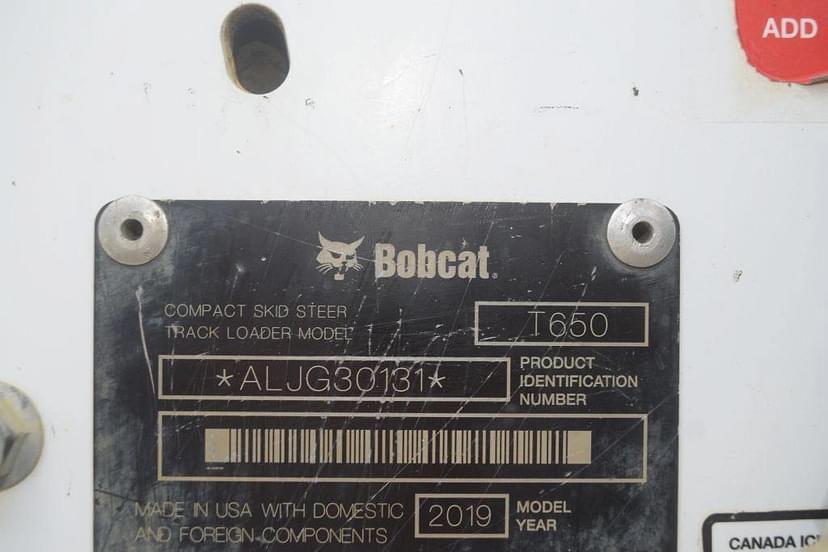 ADD
Bobcat
COMPACT SKID STEER
TRACK LOADER MODEL
T650
*ALJG30131*
PRODUCT
IDENTIFICATION
NUMBER
MADE IN USA WITH DOMESTIC
AND FOREIGN COMPONENTS
2019
MODEL
YEAR
CANADA